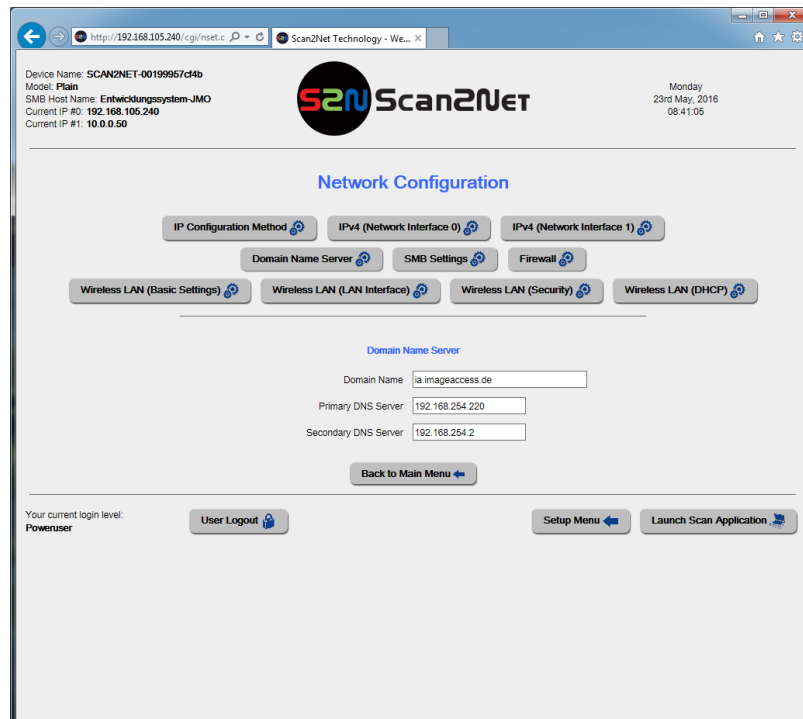 http://192.168.105.240/cgi/nset.c
Scan2Net Technology - We...
Device Name: SCAN2NET-00199957cf4b
Model: Plain
SMB Host Name: Entwicklungssystem-JMO
Current IP #0: 192.168.105.240
Current IP #1: 10.0.0.50
S2N Scan2Net
Monday
23rd May, 2016
08:41:05
Network Configuration
IP Configuration Method
IPv4 (Network Interface 0)
IPv4 (Network Interface 1)
Domain Name Server
SMB Settings
Firewall
Wireless LAN (Basic Settings)
Wireless LAN (LAN Interface)
Wireless LAN (Security)
Wireless LAN (DHCP)
Domain Name Server
Domain Name ia.imageaccess.de
Primary DNS Server 192.168.254.220
Secondary DNS Server 192.168.254.2
Back to Main Menu
Your current login level:
Poweruser
User Logout
Setup Menu
Launch Scan Application